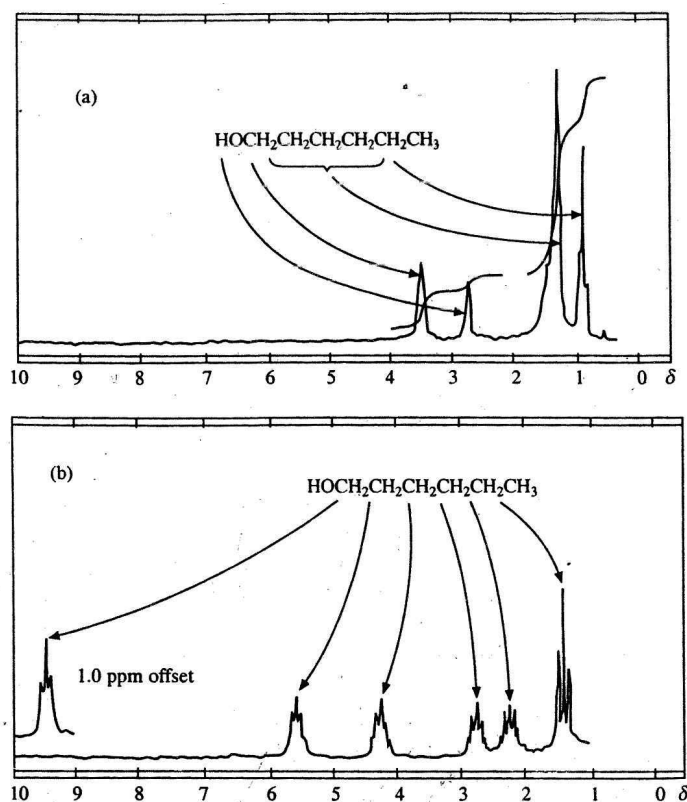 (a)
HOCH₂CH₂CH₂CH₂CH₂CH₃
10 9 8 7 6 5 4 3 2 1 0 δ
(b)
HOCH₂CH₂CH₂CH₂CH₂CH₃
1.0 ppm offset
10 9 8 7 6 5 4 3 2 1 0 δ